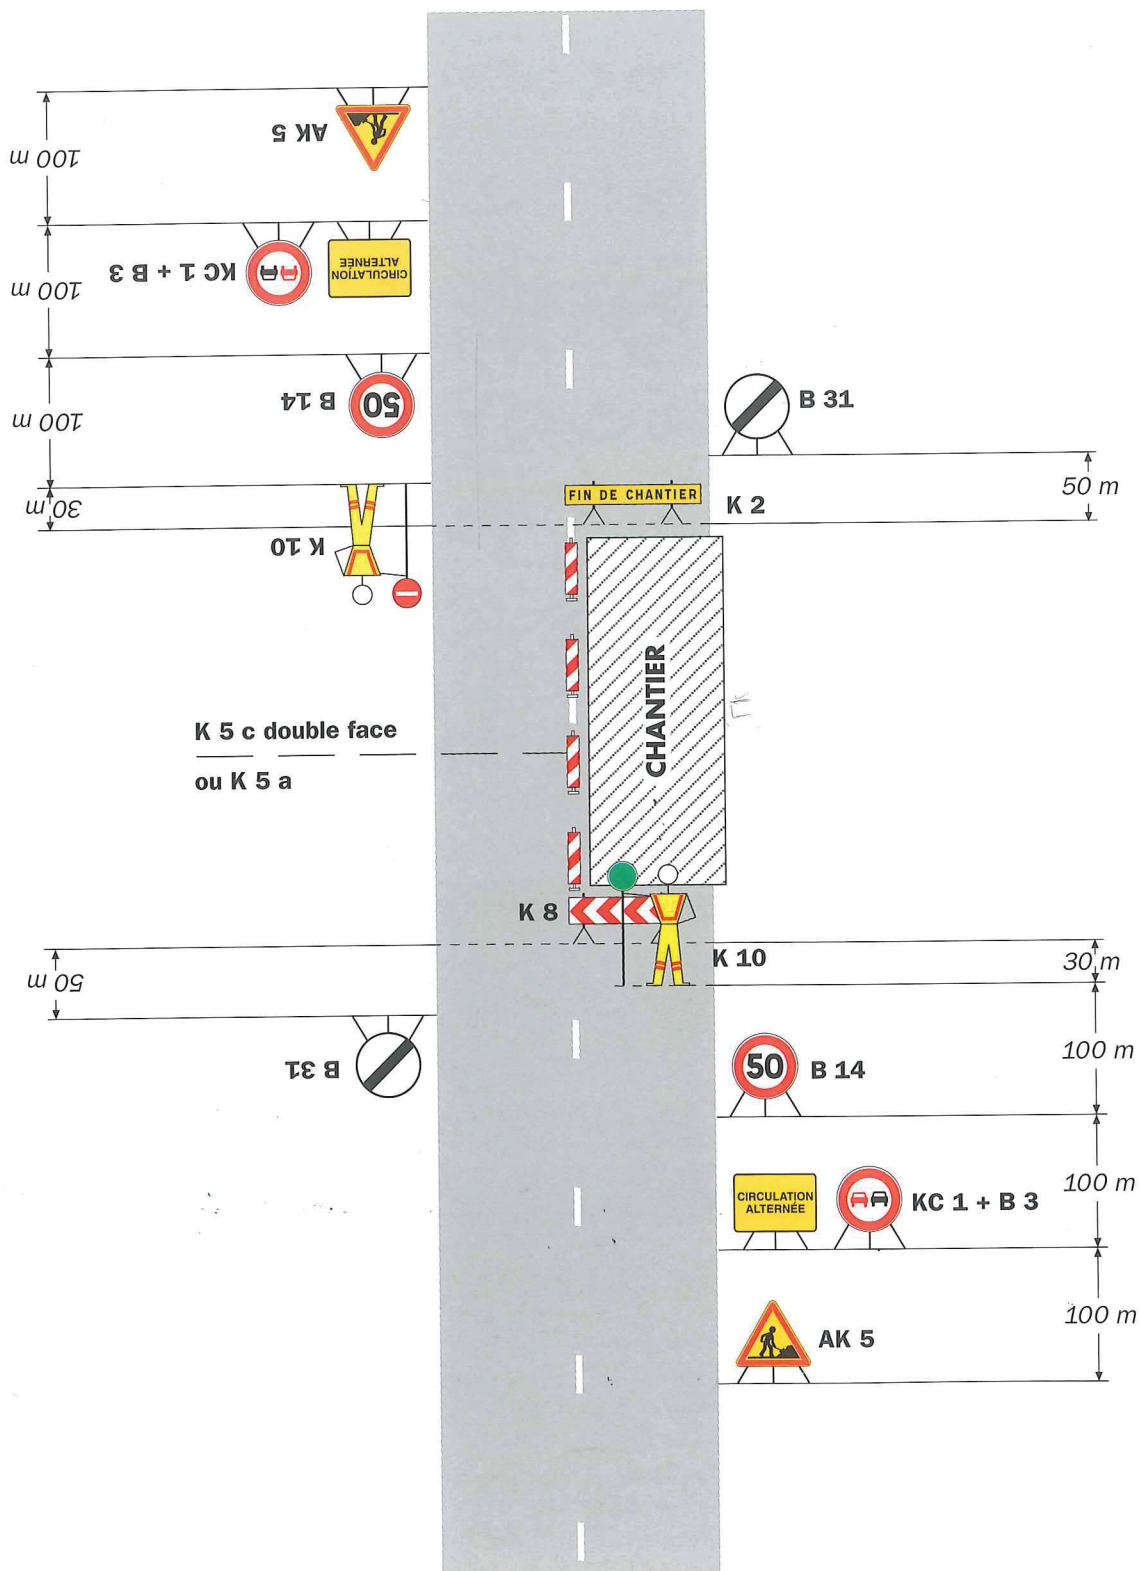 AK 5
100 m
CIRCULATION
ALTERNÉE
KC 1 + B 3
100 m
50
B 14
100 m
B 31
50 m
FIN DE CHANTIER
K 2
30 m
K 10
CHANTIER
K 5 c double face
ou K 5 a
K 8
K 10
30 m
50 m
B 31
50
B 14
100 m
CIRCULATION
ALTERNÉE
KC 1 + B 3
100 m
AK 5
100 m